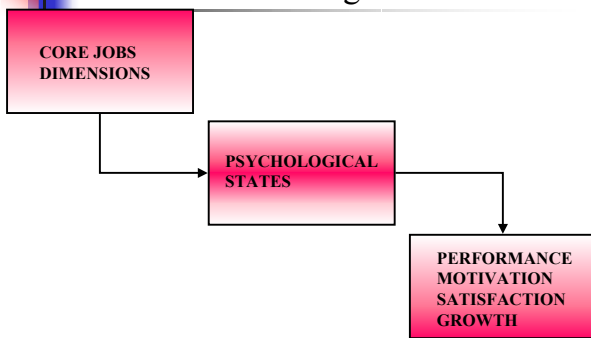 CORE JOBS
DIMENSIONS
PSYCHOLOGICAL
STATES
PERFORMANCE
MOTIVATION
SATISFACTION
GROWTH